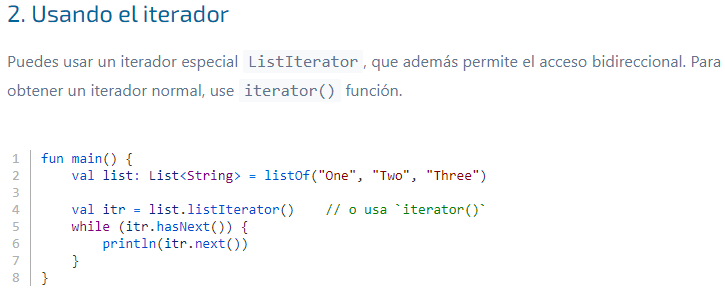 2. Usando el iterador
Puedes usar un iterador especial ListIterator, que además permite el acceso bidireccional. Para
obtener un iterador normal, use iterator() función.
1 fun main() {
2     val list: List<String> = listOf("One", "Two", "Three")
3
4     val itr = list.listIterator()    // o usa `iterator()`
5     while (itr.hasNext()) {
6         println(itr.next())
7     }
8 }